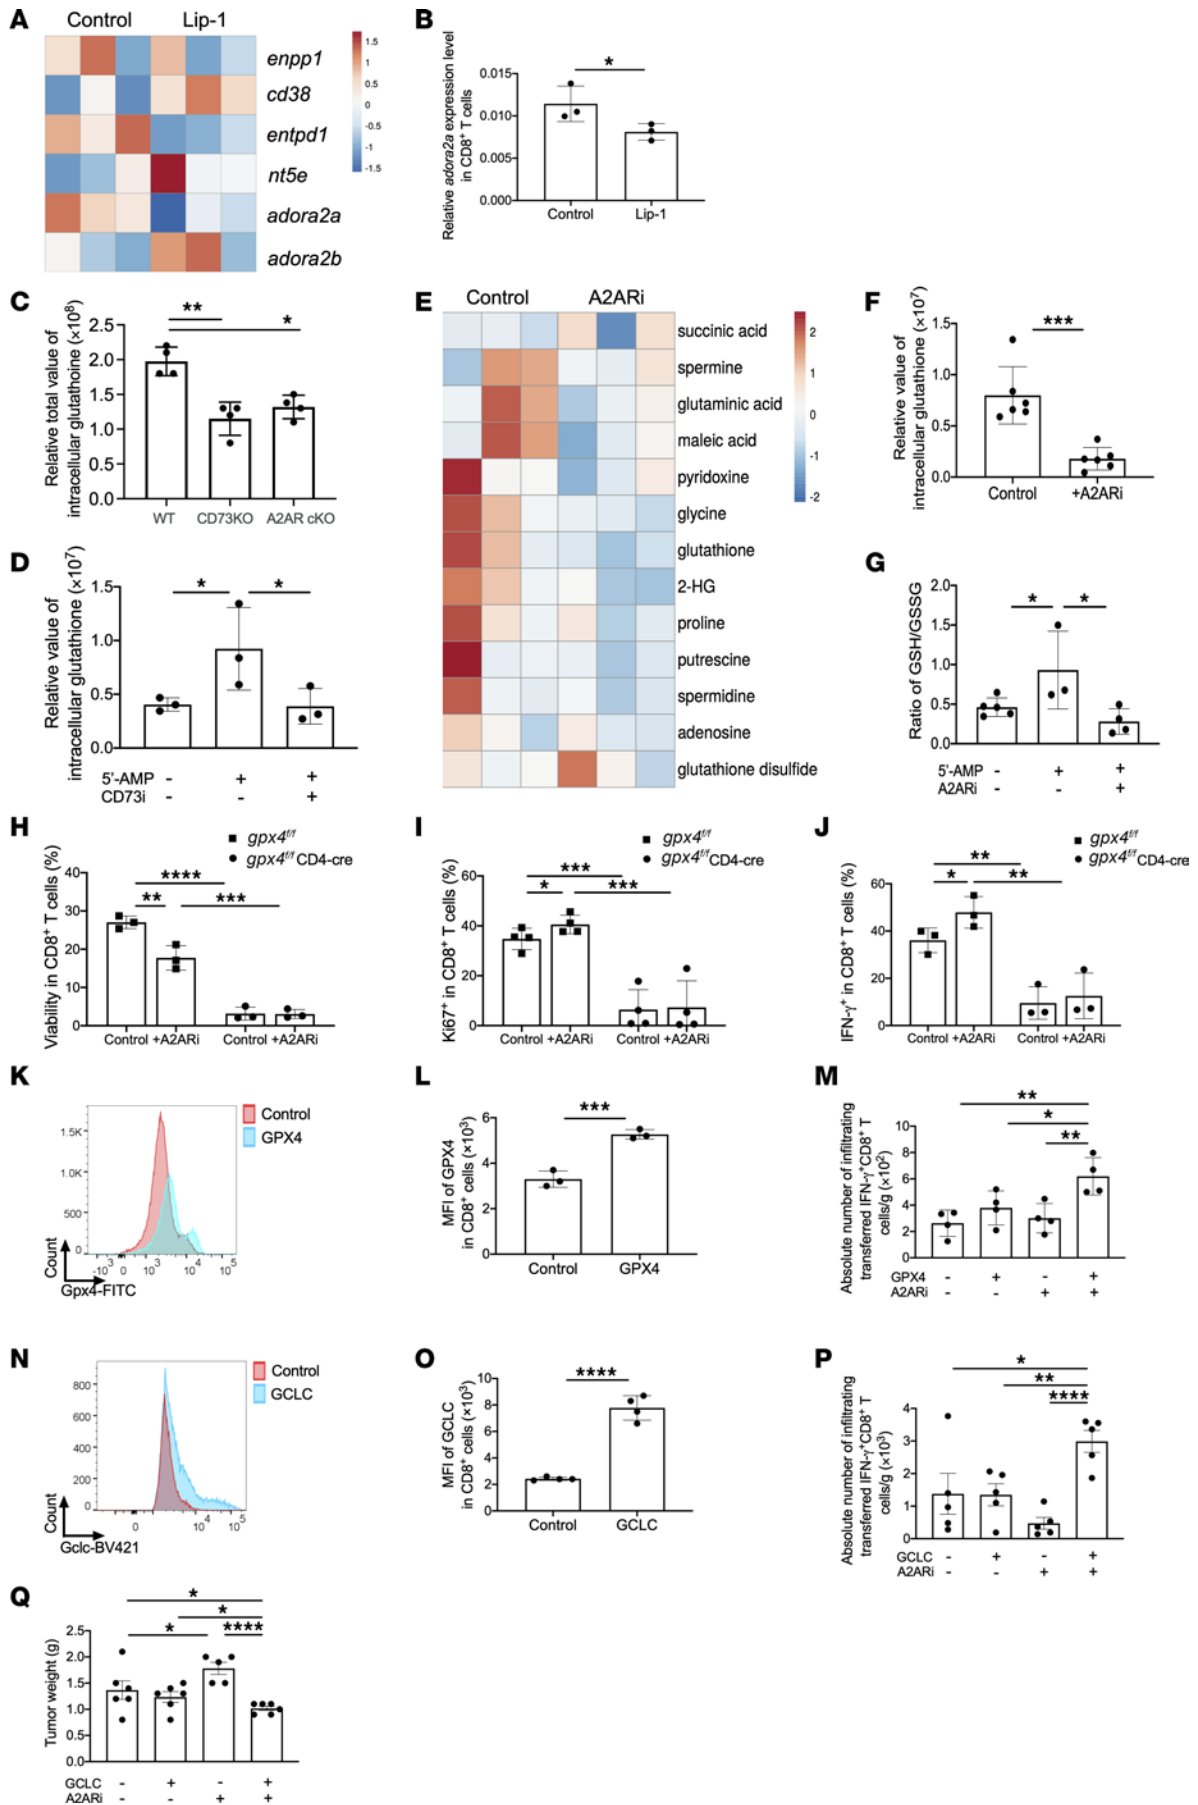 A
Control Lip-1
enpp1
cd38
entpd1
nt5e
adora2a
adora2b
1.5
1
0.5
0
-0.5
-1
-1.5
B
Relative adora2a expression level
in CD8+ T cells
0.015
0.010
0.005
0.000
*
Control Lip-1
C
Relative total value of
intracellular glutathoine (×10⁸)
2.5
2.0
1.5
1.0
0.5
0.0
** *
WT CD73KO A2AR cKO
D
Relative value of
intracellular glutathione (×10⁷)
1.5
1.0
0.5
0.0
* *
5'-AMP - + +
CD73i - - +
E
Control A2ARi
succinic acid
spermine
glutaminic acid
maleic acid
pyridoxine
glycine
glutathione
2-HG
proline
putrescine
spermidine
adenosine
glutathione disulfide
2
1
0
-1
-2
F
Relative value of
intracellular glutathione (×10⁷)
1.5
1.0
0.5
0.0
***
Control +A2ARi
G
Ratio of GSH/GSSG
2.0
1.5
1.0
0.5
0.0
* *
5'-AMP - + +
A2ARi - - +
H
gpx4f/f
gpx4f/fCD4-cre
Viability in CD8+ T cells (%)
30
20
10
0
****
** ***
Control +A2ARi Control +A2ARi
I
gpx4f/f
gpx4f/fCD4-cre
Ki67+ in CD8+ T cells (%)
60
40
20
0
***
* ***
Control +A2ARi Control +A2ARi
J
gpx4f/f
gpx4f/fCD4-cre
IFN-γ+ in CD8+ T cells (%)
60
40
20
0
**
* **
Control +A2ARi Control +A2ARi
K
Control
GPX4
1.5K
1.0K
500
0
-10³ 0 10³ 10⁴ 10⁵
Count
Gpx4-FITC
L
MFI of GPX4
in CD8+ cells (×10³)
6
4
2
0
***
Control GPX4
M
Absolute number of infiltrating
transferred IFN-γ+CD8+ T
cells/g (×10²)
10
8
6
4
2
0
**
*
**
GPX4 - + - +
A2ARi - - + +
N
Control
GCLC
800
600
400
200
0
0 10⁴ 10⁵
Count
Gclc-BV421
O
MFI of GCLC
in CD8+ cells (×10³)
10
8
6
4
2
0
****
Control GCLC
P
Absolute number of infiltrating
transferred IFN-γ+CD8+ T
cells/g (×10³)
4
3
2
1
0
*
**
****
GCLC - + - +
A2ARi - - + +
Q
Tumor weight (g)
2.5
2.0
1.5
1.0
0.5
0.0
*
*
* ****
GCLC - + - +
A2ARi - - + +